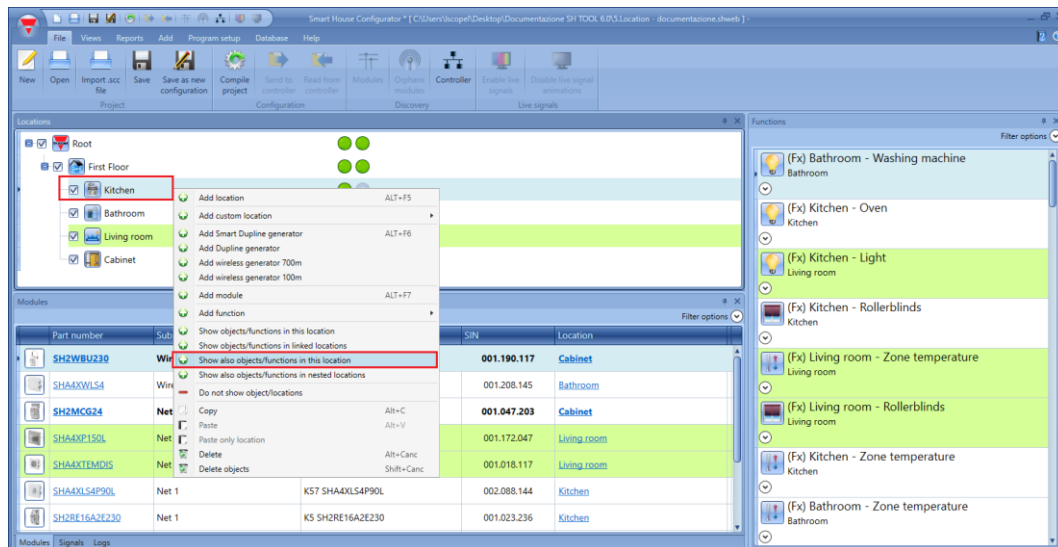 Smart House Configurator * [ C:\Users\lscopel\Desktop\Documentazione SH TOOL 6.0\5.Location - documentazione.shweb ] -
File Views Reports Add Program setup Database Help
New Open Import .scc file Save Save as new configuration Compile project Send to controller Read from controller Modules Orphans modules Controller Enable live signals Disable live signal animations
Project Configuration Discovery Live signals
Locations
Root
First Floor
Kitchen
Bathroom
Living room
Cabinet
Add location ALT+F5
Add custom location
Add Smart Dupline generator ALT+F6
Add Dupline generator
Add wireless generator 700m
Add wireless generator 100m
Add module ALT+F7
Add function
Show objects/functions in this location
Show objects/functions in linked locations
Show also objects/functions in this location
Show also objects/functions in nested locations
Do not show object/locations
Copy Alt+C
Paste Alt+V
Paste only location
Delete Alt+Canc
Delete objects Shift+Canc
Modules
Filter options
Part number Sub SIN Location
SH2WBU230 Wir 001.190.117 Cabinet
SHA4XWLS4 Wire 001.208.145 Bathroom
SH2MCG24 Net 001.047.203 Cabinet
SHA4XP150L Net 001.172.047 Living room
SHA4XTEMDIS Net 001.018.117 Living room
SHA4XLS4P90L Net 1 K57 SHA4XLS4P90L 002.088.144 Kitchen
SH2RE16A2E230 Net 1 K5 SH2RE16A2E230 001.023.236 Kitchen
Modules Signals Logs
Functions
Filter options
(Fx) Bathroom - Washing machine
Bathroom
(Fx) Kitchen - Oven
Kitchen
(Fx) Kitchen - Light
Living room
(Fx) Kitchen - Rollerblinds
Kitchen
(Fx) Living room - Zone temperature
Living room
(Fx) Living room - Rollerblinds
Living room
(Fx) Kitchen - Zone temperature
Kitchen
(Fx) Bathroom - Zone temperature
Bathroom